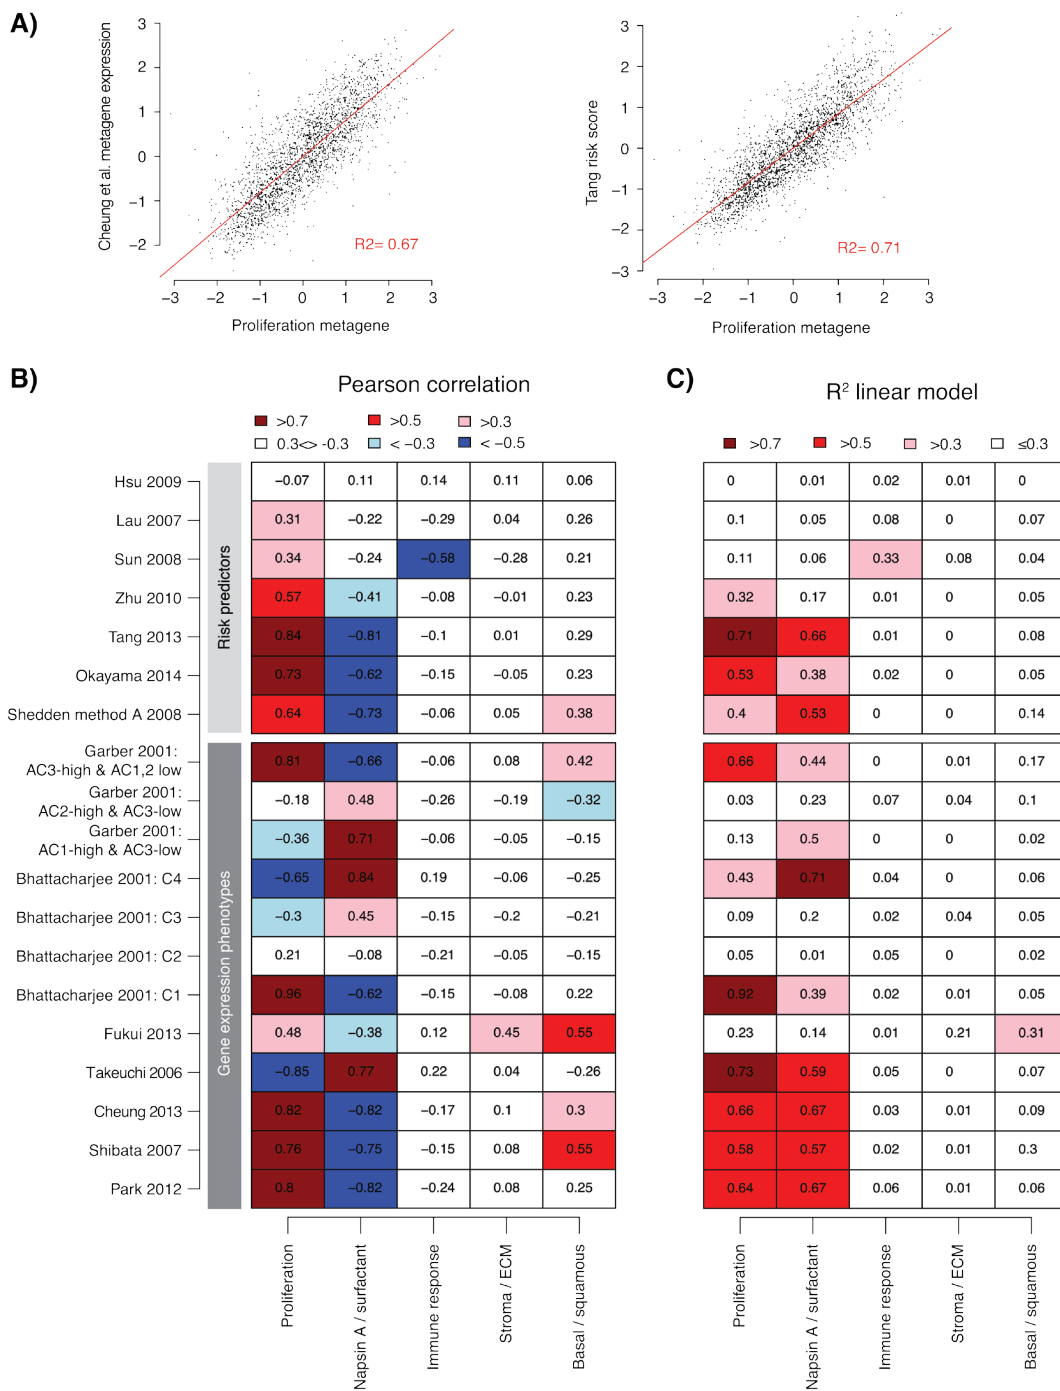 A)
Cheung et al. metagene expression
3
2
1
0
−1
−2
R2= 0.67
−3 −2 −1 0 1 2 3
Proliferation metagene
Tang risk score
3
2
1
0
−1
−2
−3
R2= 0.71
−3 −2 −1 0 1 2 3
Proliferation metagene
B)
Pearson correlation
>0.7 >0.5 >0.3
0.3<> -0.3 < −0.3 < −0.5
C)
R² linear model
>0.7 >0.5 >0.3 ≤0.3
Risk predictors
Hsu 2009 −0.07 0.11 0.14 0.11 0.06 0 0.01 0.02 0.01 0
Lau 2007 0.31 −0.22 −0.29 0.04 0.26 0.1 0.05 0.08 0 0.07
Sun 2008 0.34 −0.24 −0.58 −0.28 0.21 0.11 0.06 0.33 0.08 0.04
Zhu 2010 0.57 −0.41 −0.08 −0.01 0.23 0.32 0.17 0.01 0 0.05
Tang 2013 0.84 −0.81 −0.1 0.01 0.29 0.71 0.66 0.01 0 0.08
Okayama 2014 0.73 −0.62 −0.15 −0.05 0.23 0.53 0.38 0.02 0 0.05
Shedden method A 2008 0.64 −0.73 −0.06 0.05 0.38 0.4 0.53 0 0 0.14
Gene expression phenotypes
Garber 2001:
AC3-high & AC1,2 low 0.81 −0.66 −0.06 0.08 0.42 0.66 0.44 0 0.01 0.17
Garber 2001:
AC2-high & AC3-low −0.18 0.48 −0.26 −0.19 −0.32 0.03 0.23 0.07 0.04 0.1
Garber 2001:
AC1-high & AC3-low −0.36 0.71 −0.06 −0.05 −0.15 0.13 0.5 0 0 0.02
Bhattacharjee 2001: C4 −0.65 0.84 0.19 −0.06 −0.25 0.43 0.71 0.04 0 0.06
Bhattacharjee 2001: C3 −0.3 0.45 −0.15 −0.2 −0.21 0.09 0.2 0.02 0.04 0.05
Bhattacharjee 2001: C2 0.21 −0.08 −0.21 −0.05 −0.15 0.05 0.01 0.05 0 0.02
Bhattacharjee 2001: C1 0.96 −0.62 −0.15 −0.08 0.22 0.92 0.39 0.02 0.01 0.05
Fukui 2013 0.48 −0.38 0.12 0.45 0.55 0.23 0.14 0.01 0.21 0.31
Takeuchi 2006 −0.85 0.77 0.22 0.04 −0.26 0.73 0.59 0.05 0 0.07
Cheung 2013 0.82 −0.82 −0.17 0.1 0.3 0.66 0.67 0.03 0.01 0.09
Shibata 2007 0.76 −0.75 −0.15 0.08 0.55 0.58 0.57 0.02 0.01 0.3
Park 2012 0.8 −0.82 −0.24 0.08 0.25 0.64 0.67 0.06 0.01 0.06
Proliferation
Napsin A / surfactant
Immune response
Stroma / ECM
Basal / squamous
Proliferation
Napsin A / surfactant
Immune response
Stroma / ECM
Basal / squamous